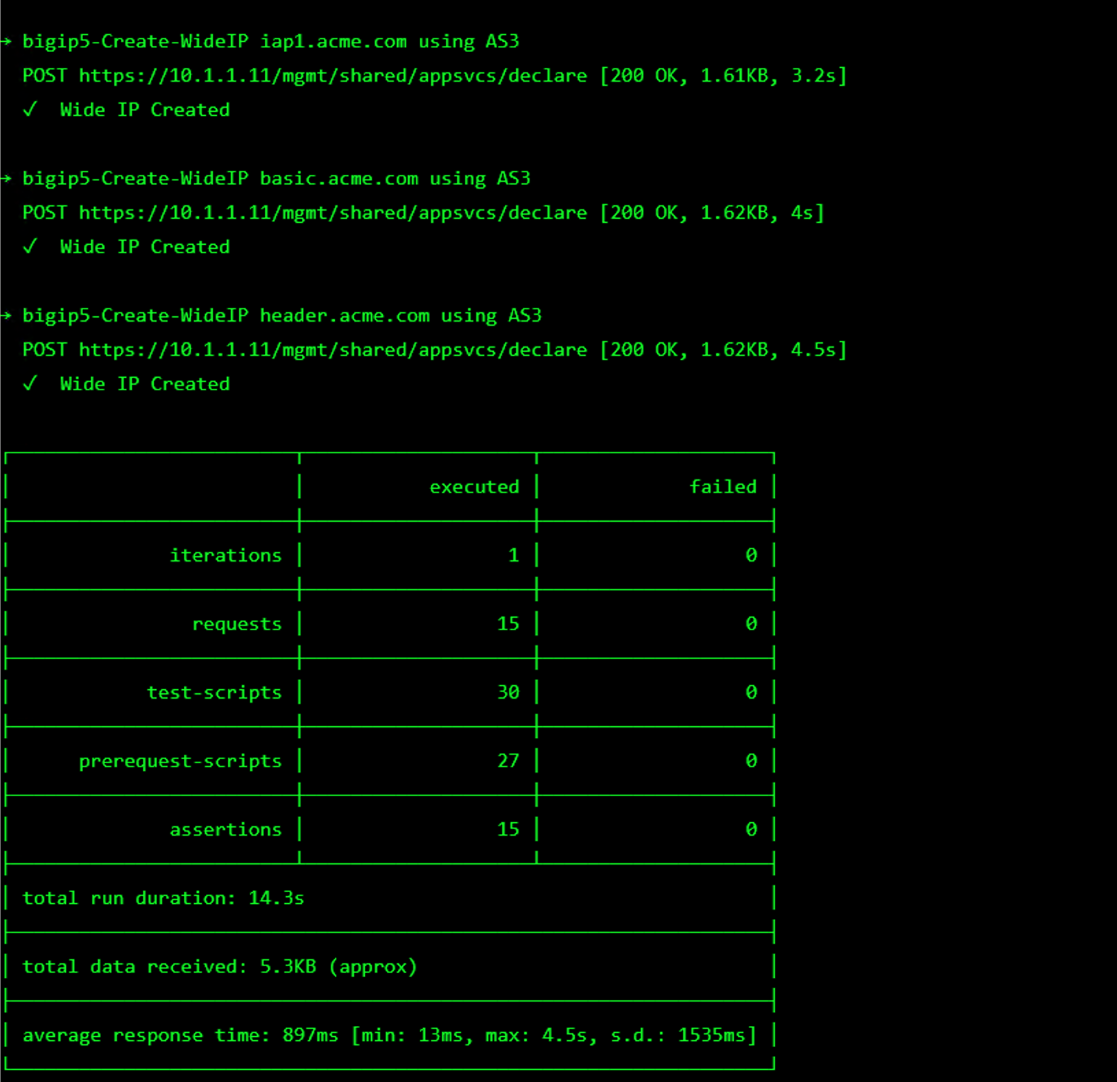 → bigip5-Create-WideIP iap1.acme.com using AS3
POST https://10.1.1.11/mgmt/shared/appsvcs/declare [200 OK, 1.61KB, 3.2s]
✓ Wide IP Created
→ bigip5-Create-WideIP basic.acme.com using AS3
POST https://10.1.1.11/mgmt/shared/appsvcs/declare [200 OK, 1.62KB, 4s]
✓ Wide IP Created
→ bigip5-Create-WideIP header.acme.com using AS3
POST https://10.1.1.11/mgmt/shared/appsvcs/declare [200 OK, 1.62KB, 4.5s]
✓ Wide IP Created
executed failed
iterations 1 0
requests 15 0
test-scripts 30 0
prerequest-scripts 27 0
assertions 15 0
total run duration: 14.3s
total data received: 5.3KB (approx)
average response time: 897ms [min: 13ms, max: 4.5s, s.d.: 1535ms]